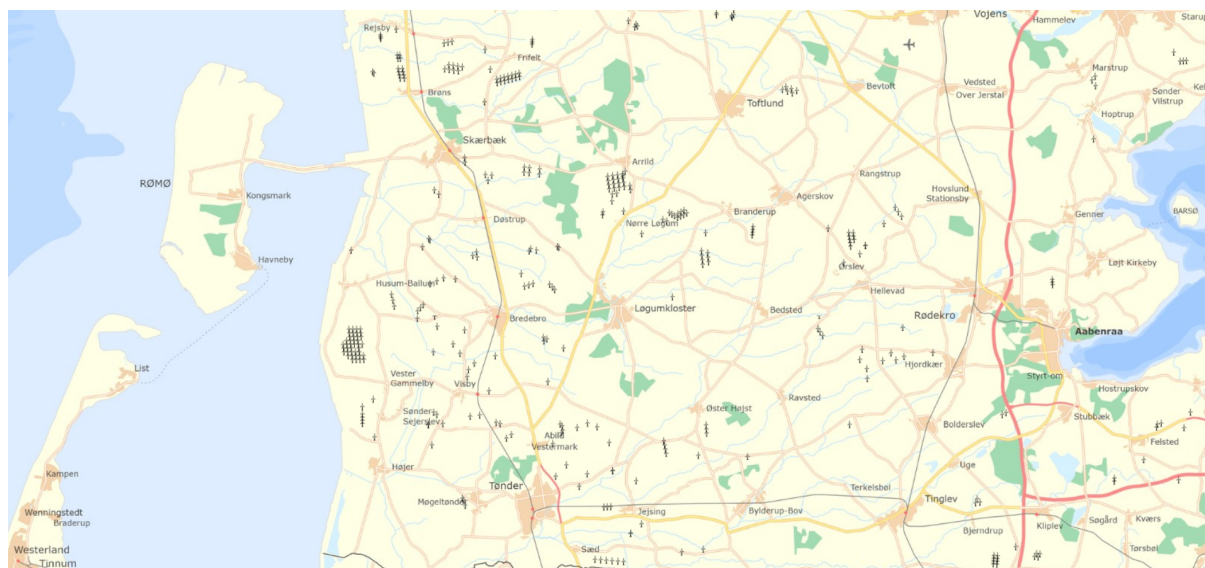 Vojens
Hammelev
Starup
Rejsby
Frifelt
Marstrup
Bevtoft
Vedsted
Over Jerstal
Sønder
Vilstrup
Brøns
Toftlund
Hoptrup
Skærbæk
Arrild
Rangstrup
RØMØ
Kongsmark
Agerskov
Hovslund
Stationsby
Døstrup
Nørre Løgum
Branderup
Genner
BARSØ
Havneby
Ørslev
Løjt Kirkeby
Husum-Ballum
Hellevad
Bredebro
Løgumkloster
Bedsted
Rødekro
Aabenraa
List
Vester
Gammelby
Visby
Hjordkær
Styrt-om
Hostrupskov
Sønder
Sejerslev
Øster Højst
Ravsted
Stubbæk
Abild
Vestermark
Bolderslev
Felsted
Kampen
Højer
Uge
Tønder
Terkelsbøl
Møgeltønder
Tinglev
Wenningstedt
Braderup
Jejsing
Bylderup-Bov
Bjerndrup
Kliplev
Søgård
Kværs
Westerland
Tinnum
Sæd
Tørsbøl